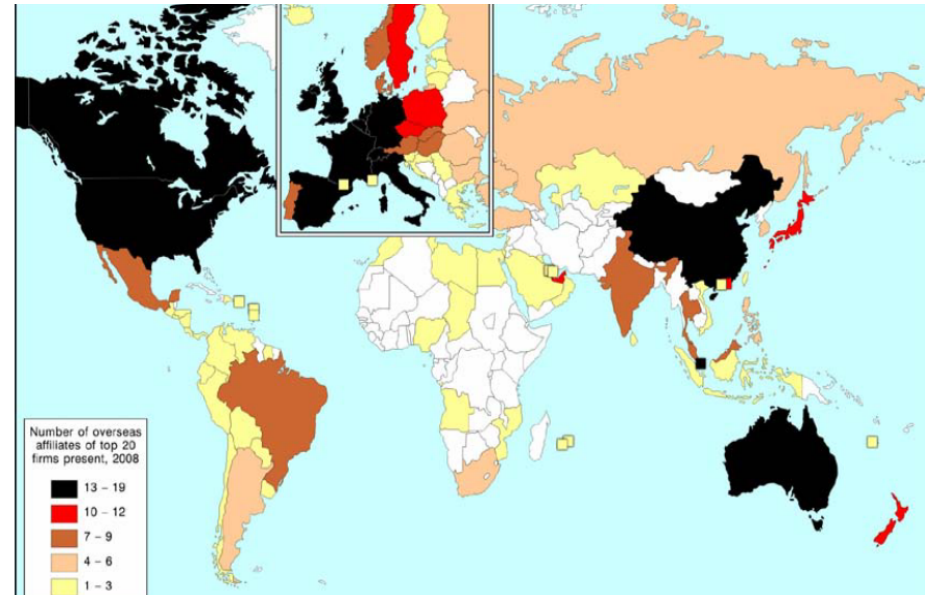 Number of overseas
affiliates of top 20
firms present, 2008
13 – 19
10 – 12
7 – 9
4 – 6
1 – 3